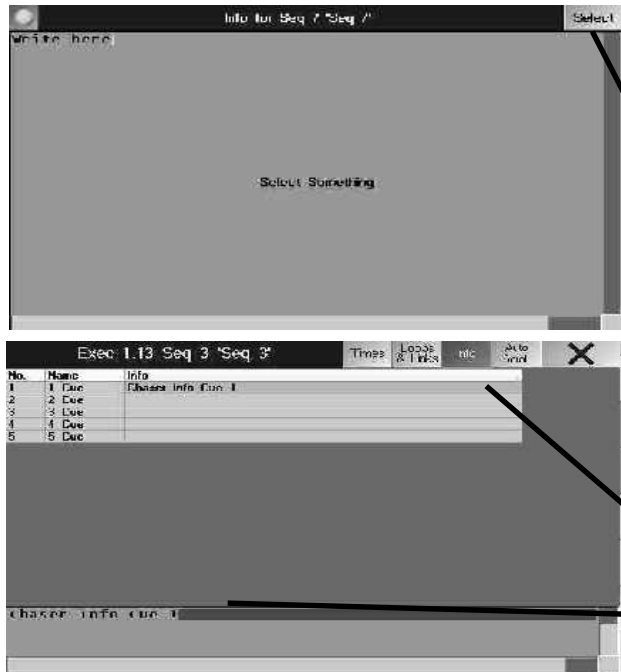 Info for Seq 7 "Seq 7"
Select
Write here
Select Something
Exec 1.13 Seq 3 "Seq 3"
Times
Loops & Links
Info
Auto Scroll
No. Name Info
1 1 Cue Chaser Info Cue 1
2 2 Cue
3 3 Cue
4 4 Cue
5 5 Cue
Chaser info cue 1